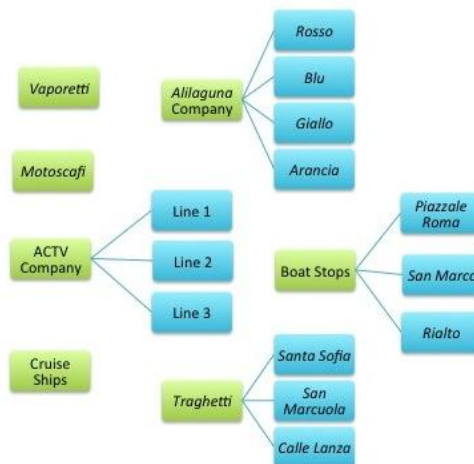 Vaporetti
Alilaguna
Company
Rosso
Blu
Giallo
Arancia
Motoscafi
ACTV
Company
Line 1
Line 2
Line 3
Boat Stops
Piazzale
Roma
San Marco
Rialto
Cruise
Ships
Traghetti
Santa Sofia
San
Marcuola
Calle Lanza